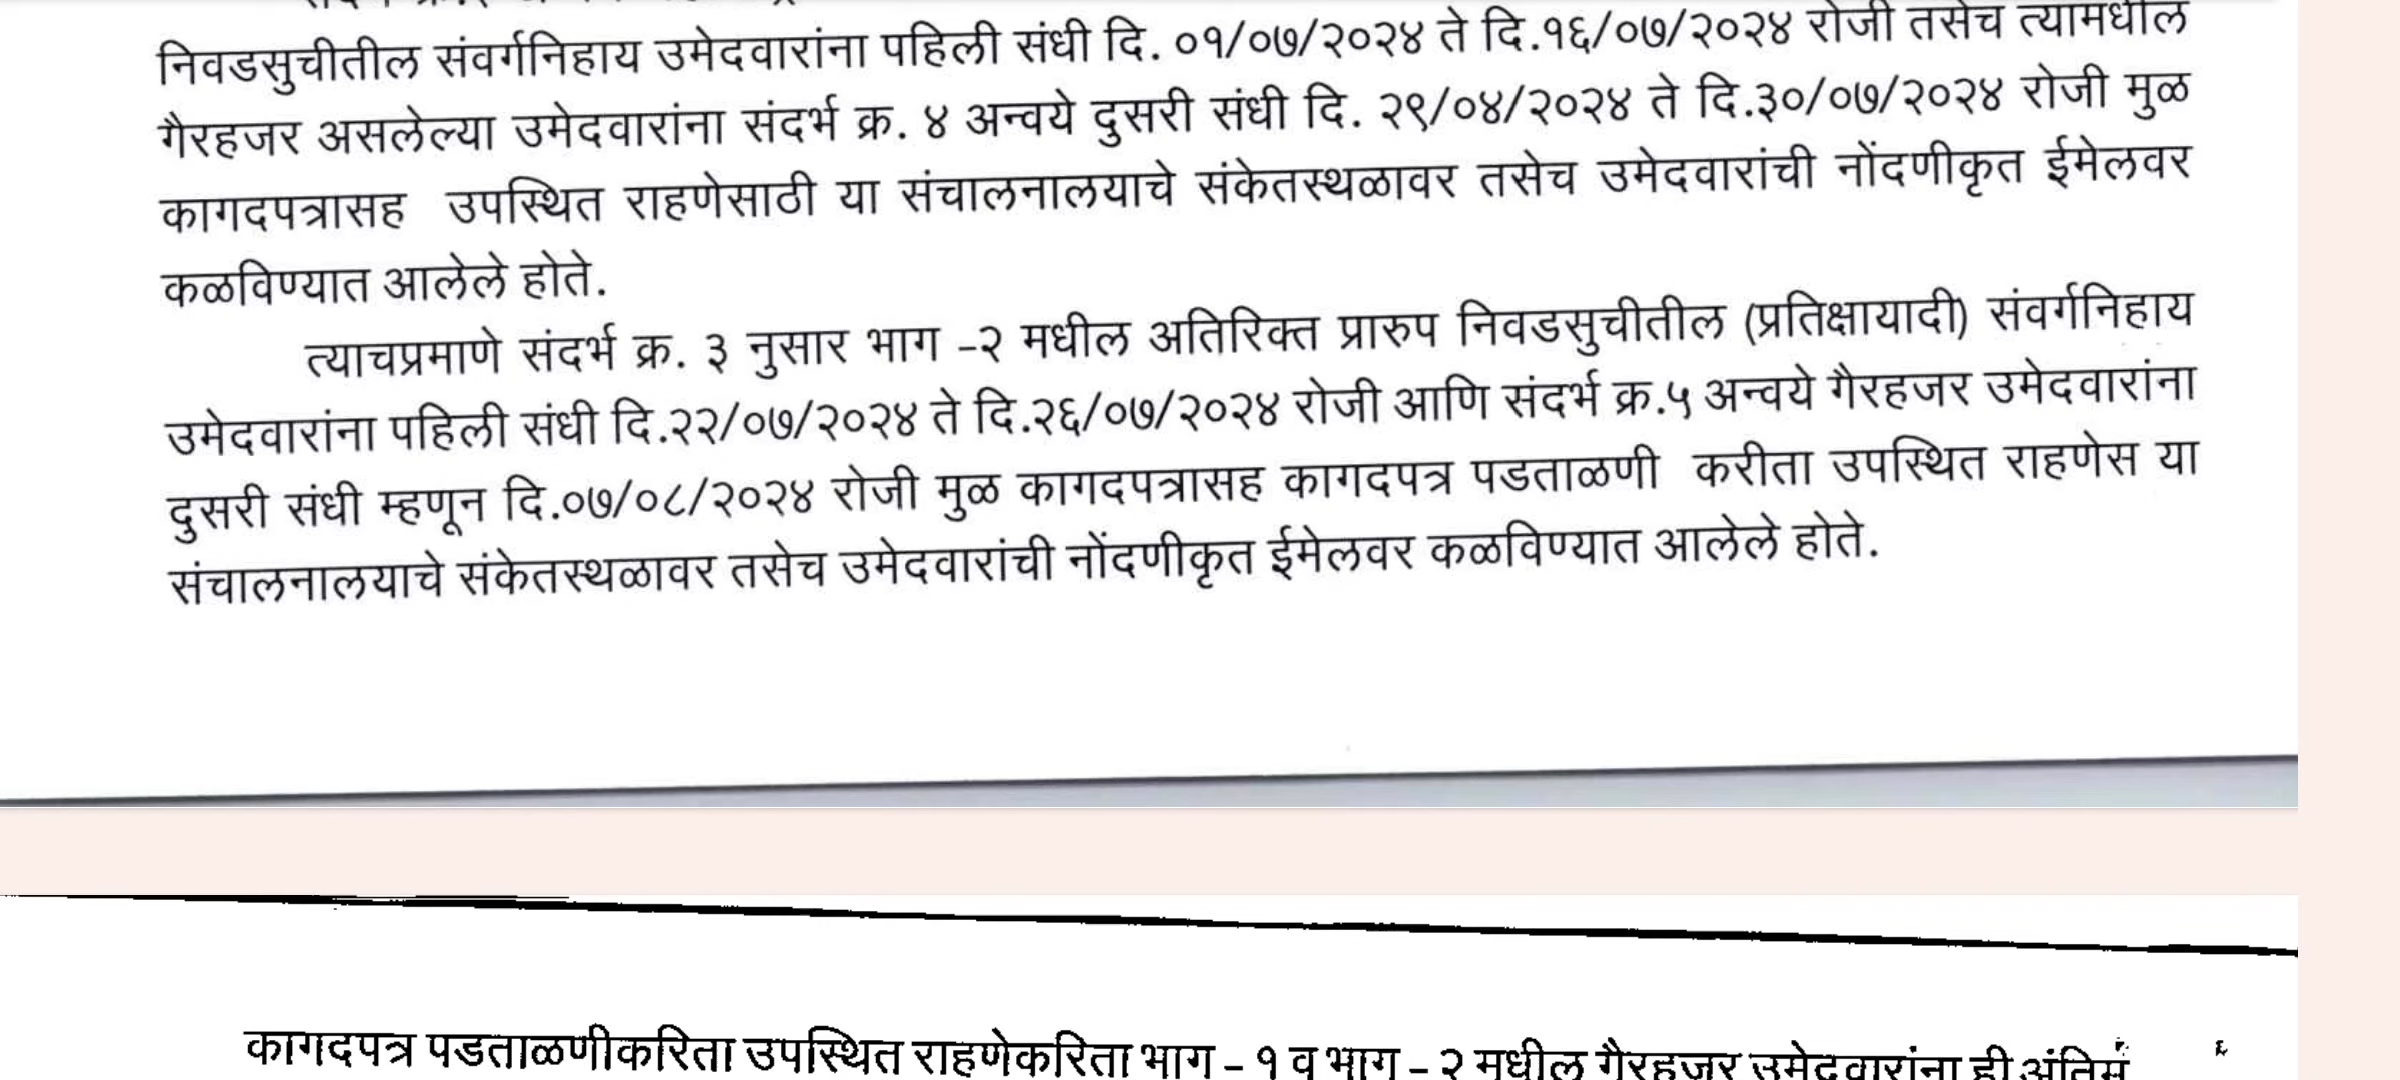 निवडसुचीतील संवर्गनिहाय उमेदवारांना पहिली संधी दि. ०१/०७/२०२४ ते दि.१६/०७/२०२४ रोजी तसेच त्यामधील
गैरहजर असलेल्या उमेदवारांना संदर्भ क्र. ४ अन्वये दुसरी संधी दि. २९/०४/२०२४ ते दि.३०/०७/२०२४ रोजी मुळ
कागदपत्रासह उपस्थित राहणेसाठी या संचालनालयाचे संकेतस्थळावर तसेच उमेदवारांची नोंदणीकृत ईमेलवर
कळविण्यात आलेले होते.
त्याचप्रमाणे संदर्भ क्र. ३ नुसार भाग -२ मधील अतिरिक्त प्रारुप निवडसुचीतील (प्रतिक्षायादी) संवर्गनिहाय
उमेदवारांना पहिली संधी दि.२२/०७/२०२४ ते दि.२६/०७/२०२४ रोजी आणि संदर्भ क्र.५ अन्वये गैरहजर उमेदवारांना
दुसरी संधी म्हणून दि.०७/०८/२०२४ रोजी मुळ कागदपत्रासह कागदपत्र पडताळणी करीता उपस्थित राहणेस या
संचालनालयाचे संकेतस्थळावर तसेच उमेदवारांची नोंदणीकृत ईमेलवर कळविण्यात आलेले होते.
कागदपत्र पडताळणीकरिता उपस्थित राहणेकरिता भाग - १ व भाग - २ मधील गैरहजर उमेदवारांना ही अंतिम